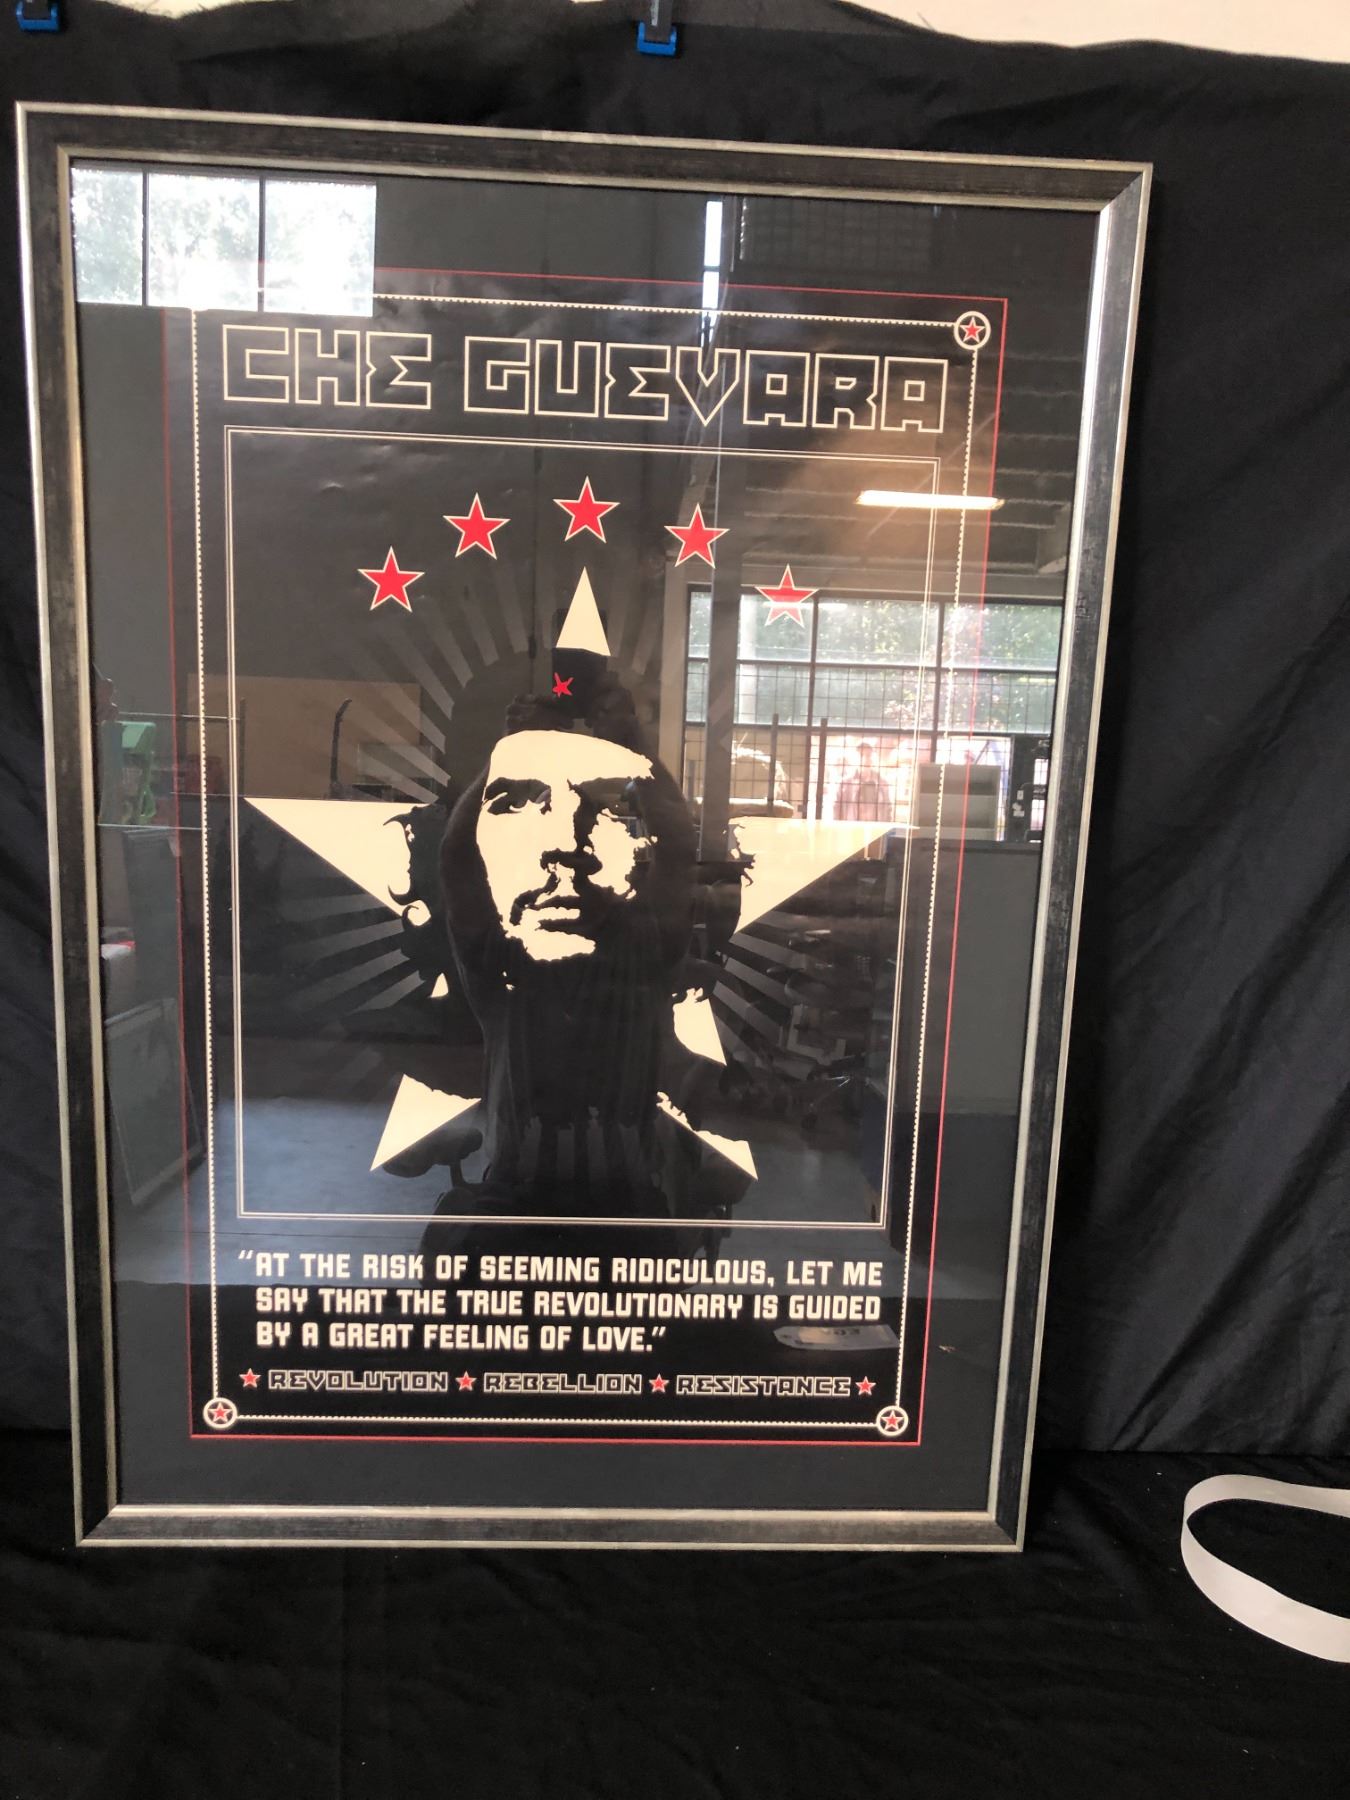 CHE GUEVARA
“AT THE RISK OF SEEMING RIDICULOUS, LET ME
SAY THAT THE TRUE REVOLUTIONARY IS GUIDED
BY A GREAT FEELING OF LOVE.”
★ REVOLUTION ★ REBELLION ★ RESISTANCE ★